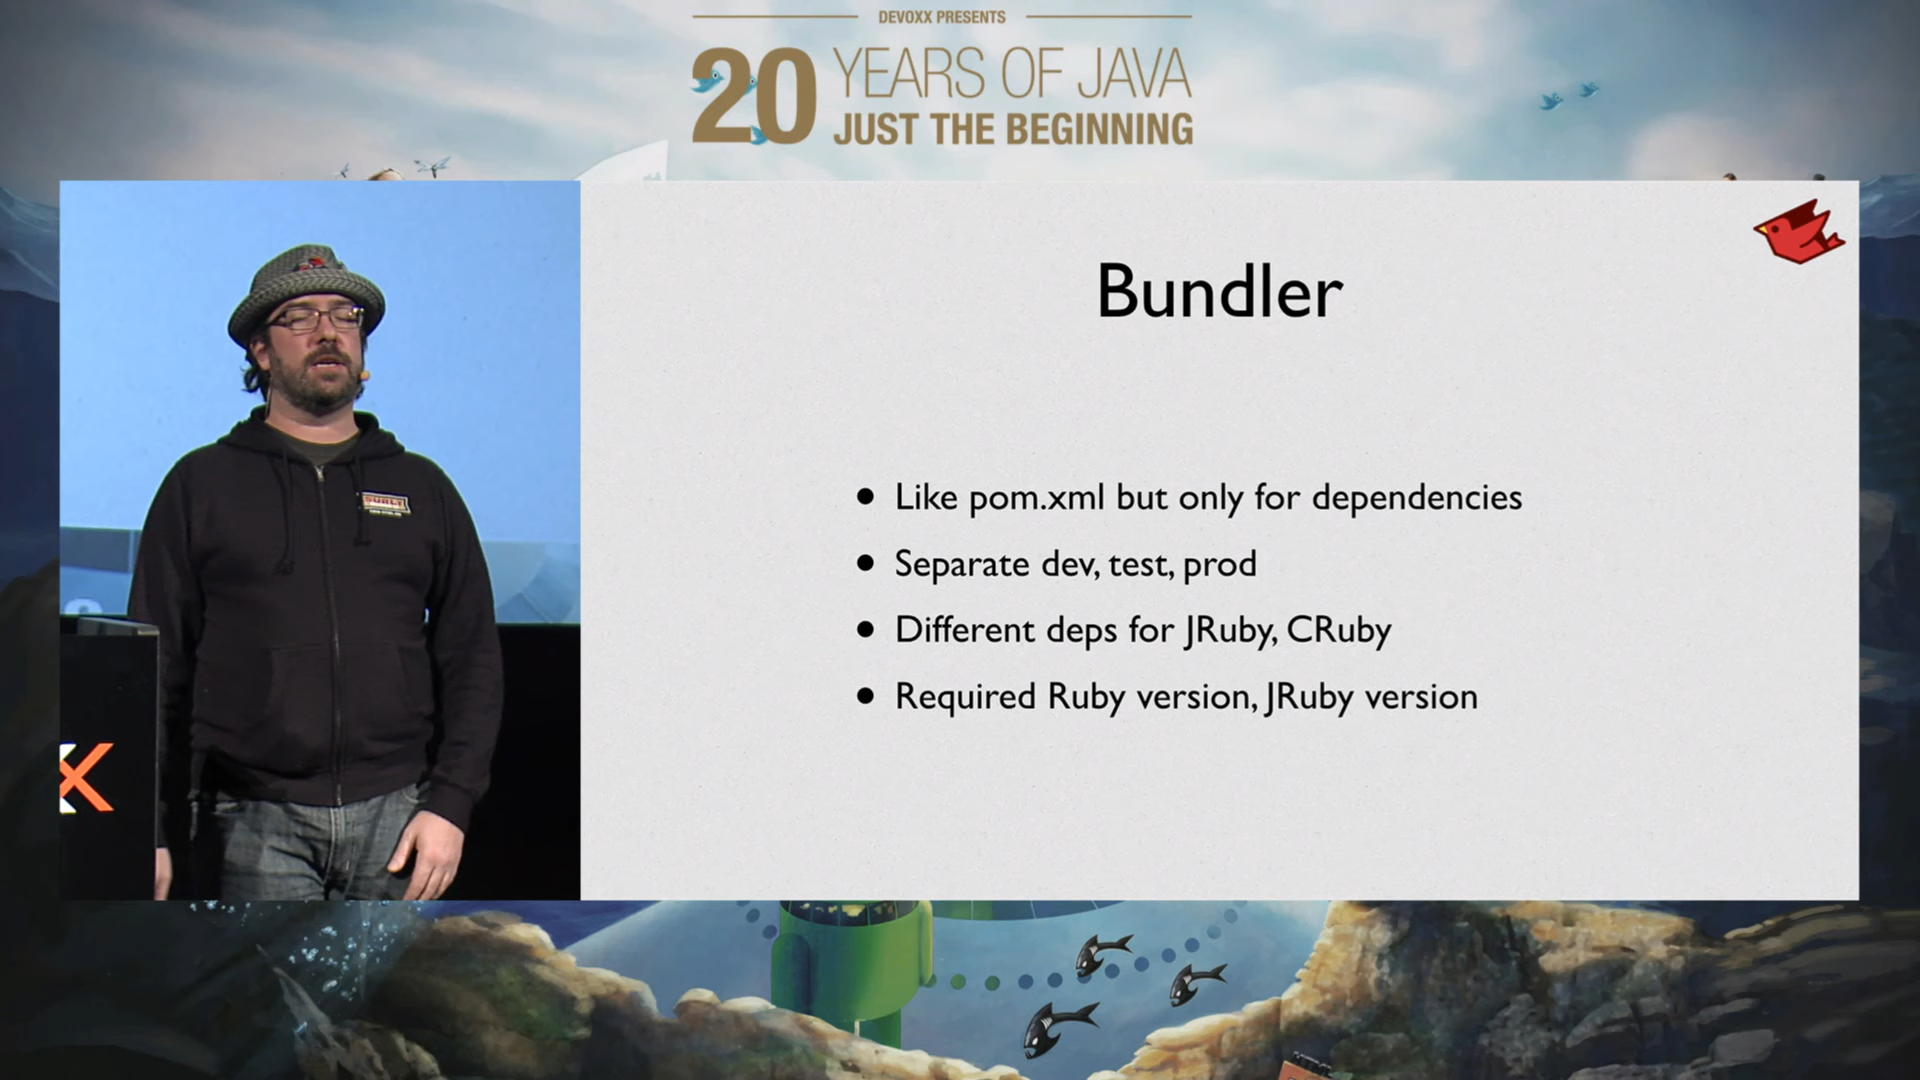 DEVOXX PRESENTS
20 YEARS OF JAVA
JUST THE BEGINNING
Bundler
• Like pom.xml but only for dependencies
• Separate dev, test, prod
• Different deps for JRuby, CRuby
• Required Ruby version, JRuby version
SURLY
X